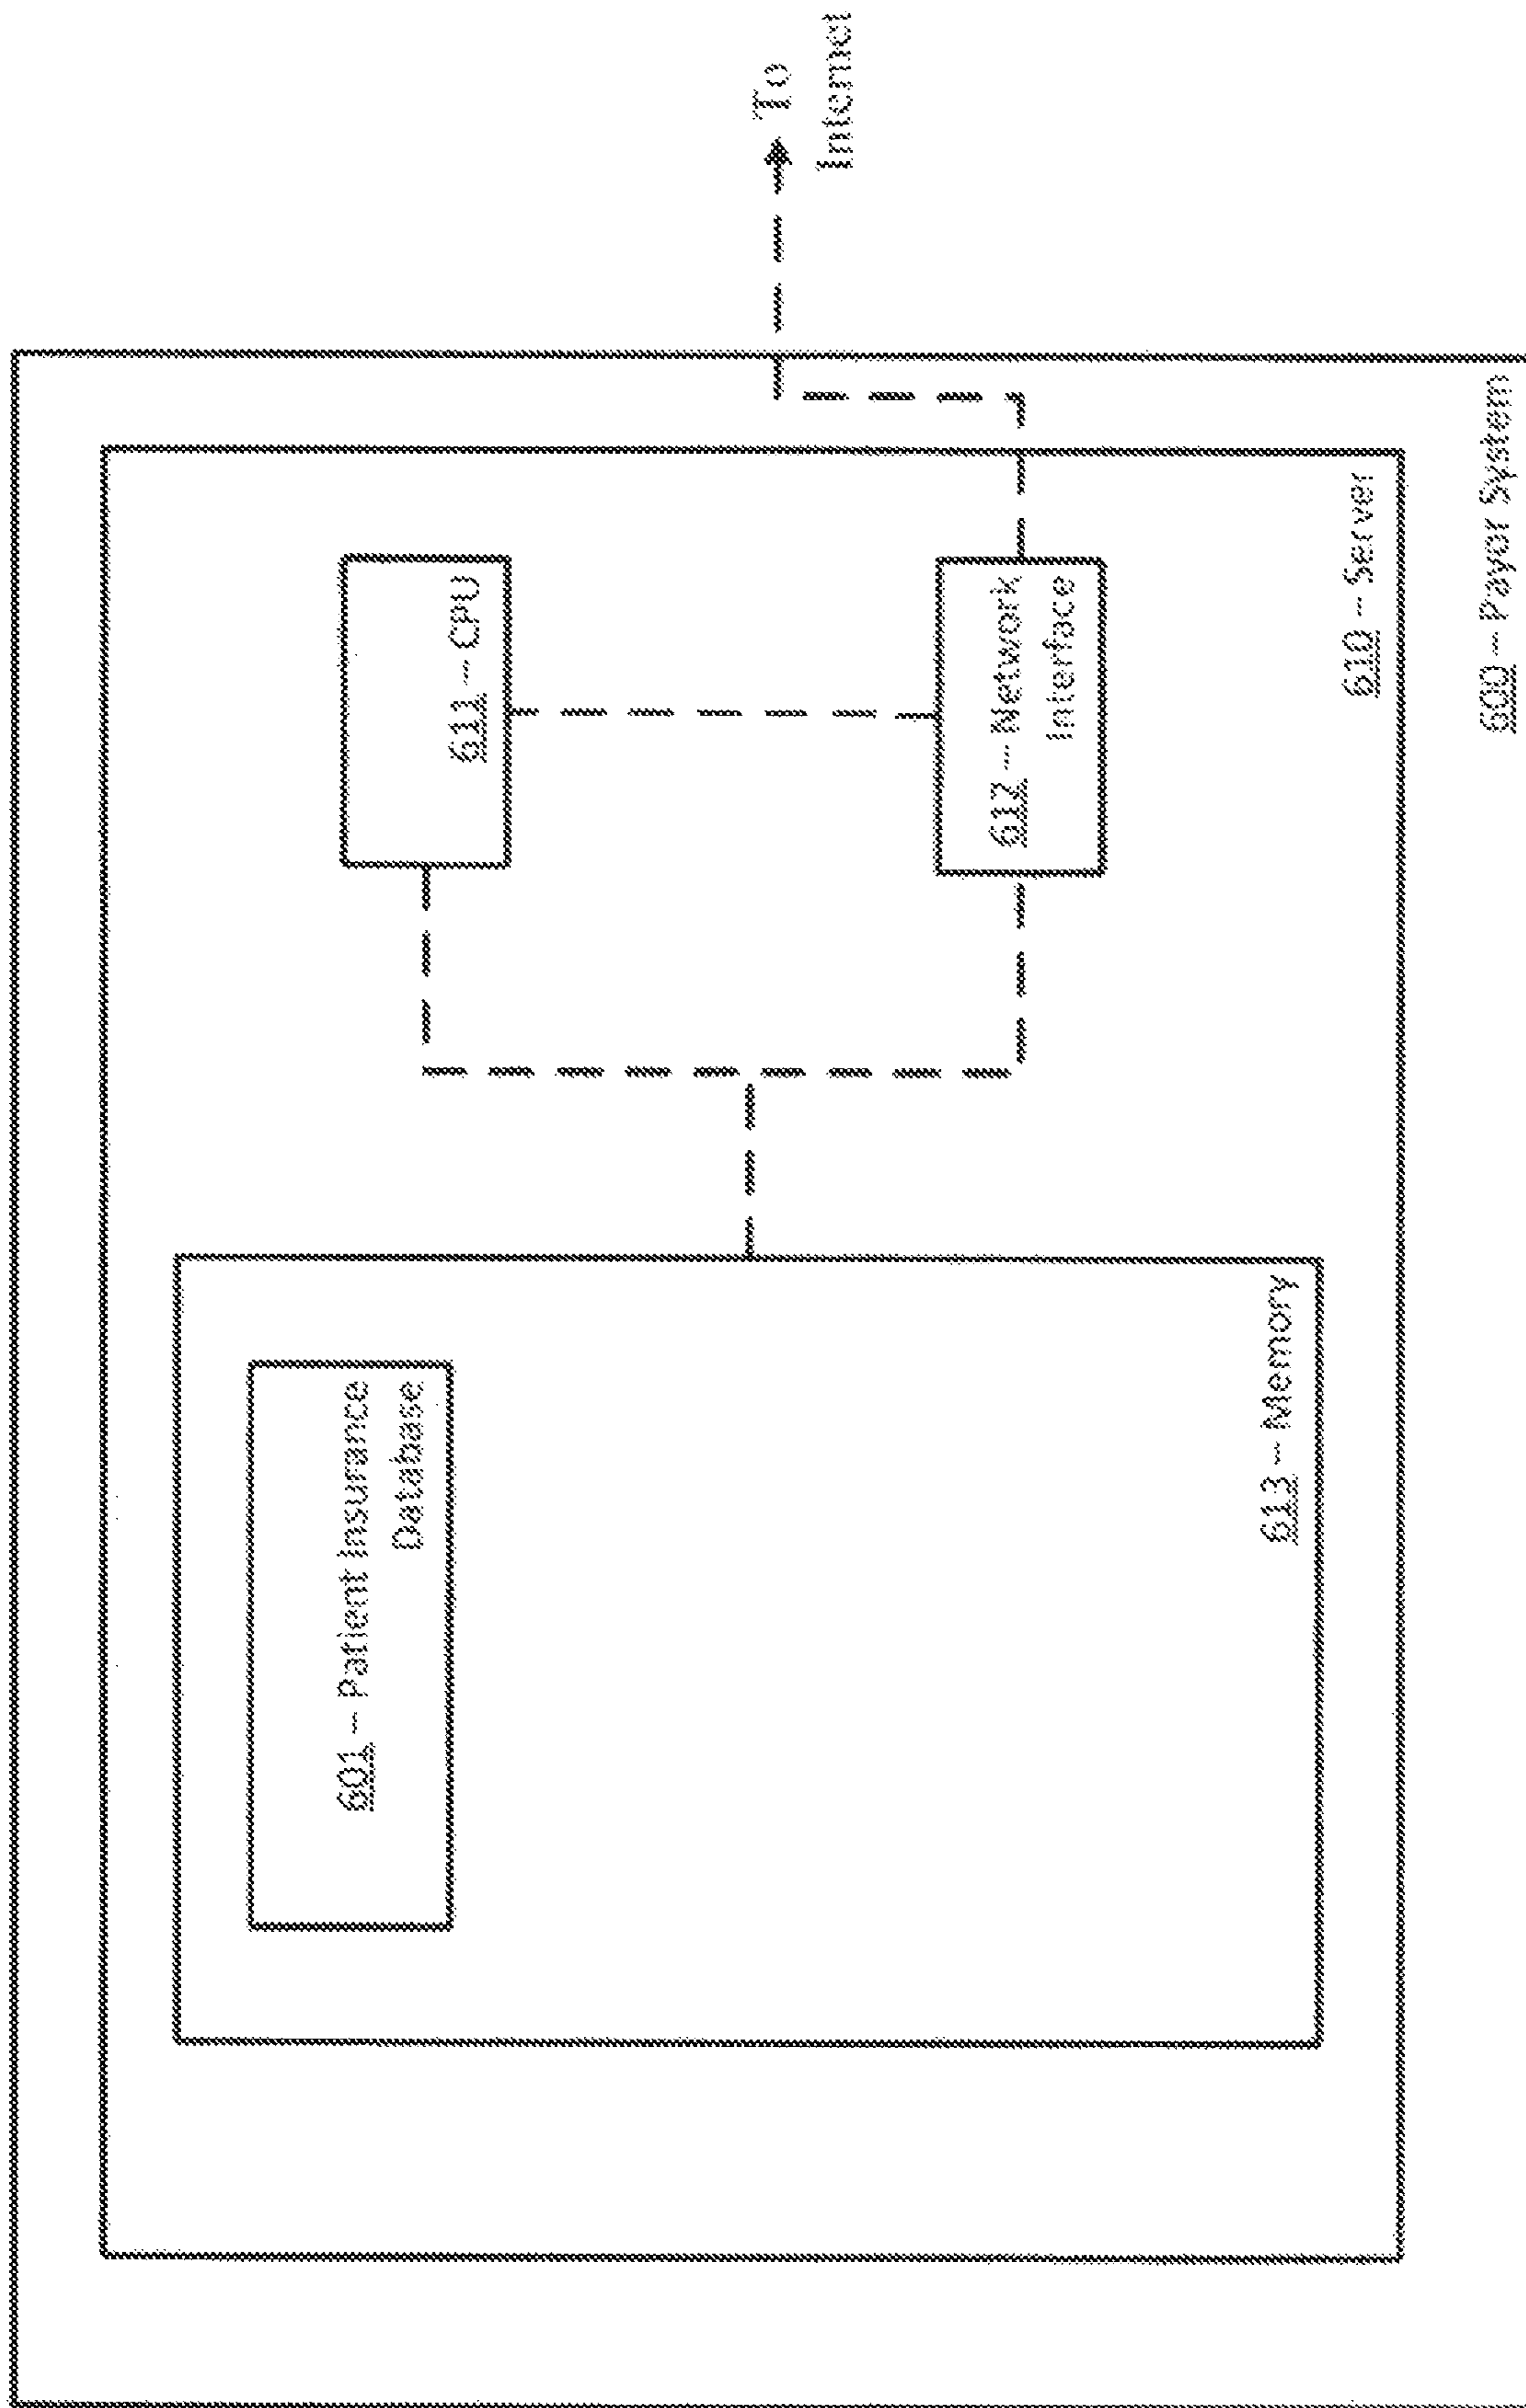 601 – Patient Insurance
Database
611 – CPU
To
Internet
612 – Network
Interface
613 – Memory
610 – Server
600 – Payor System